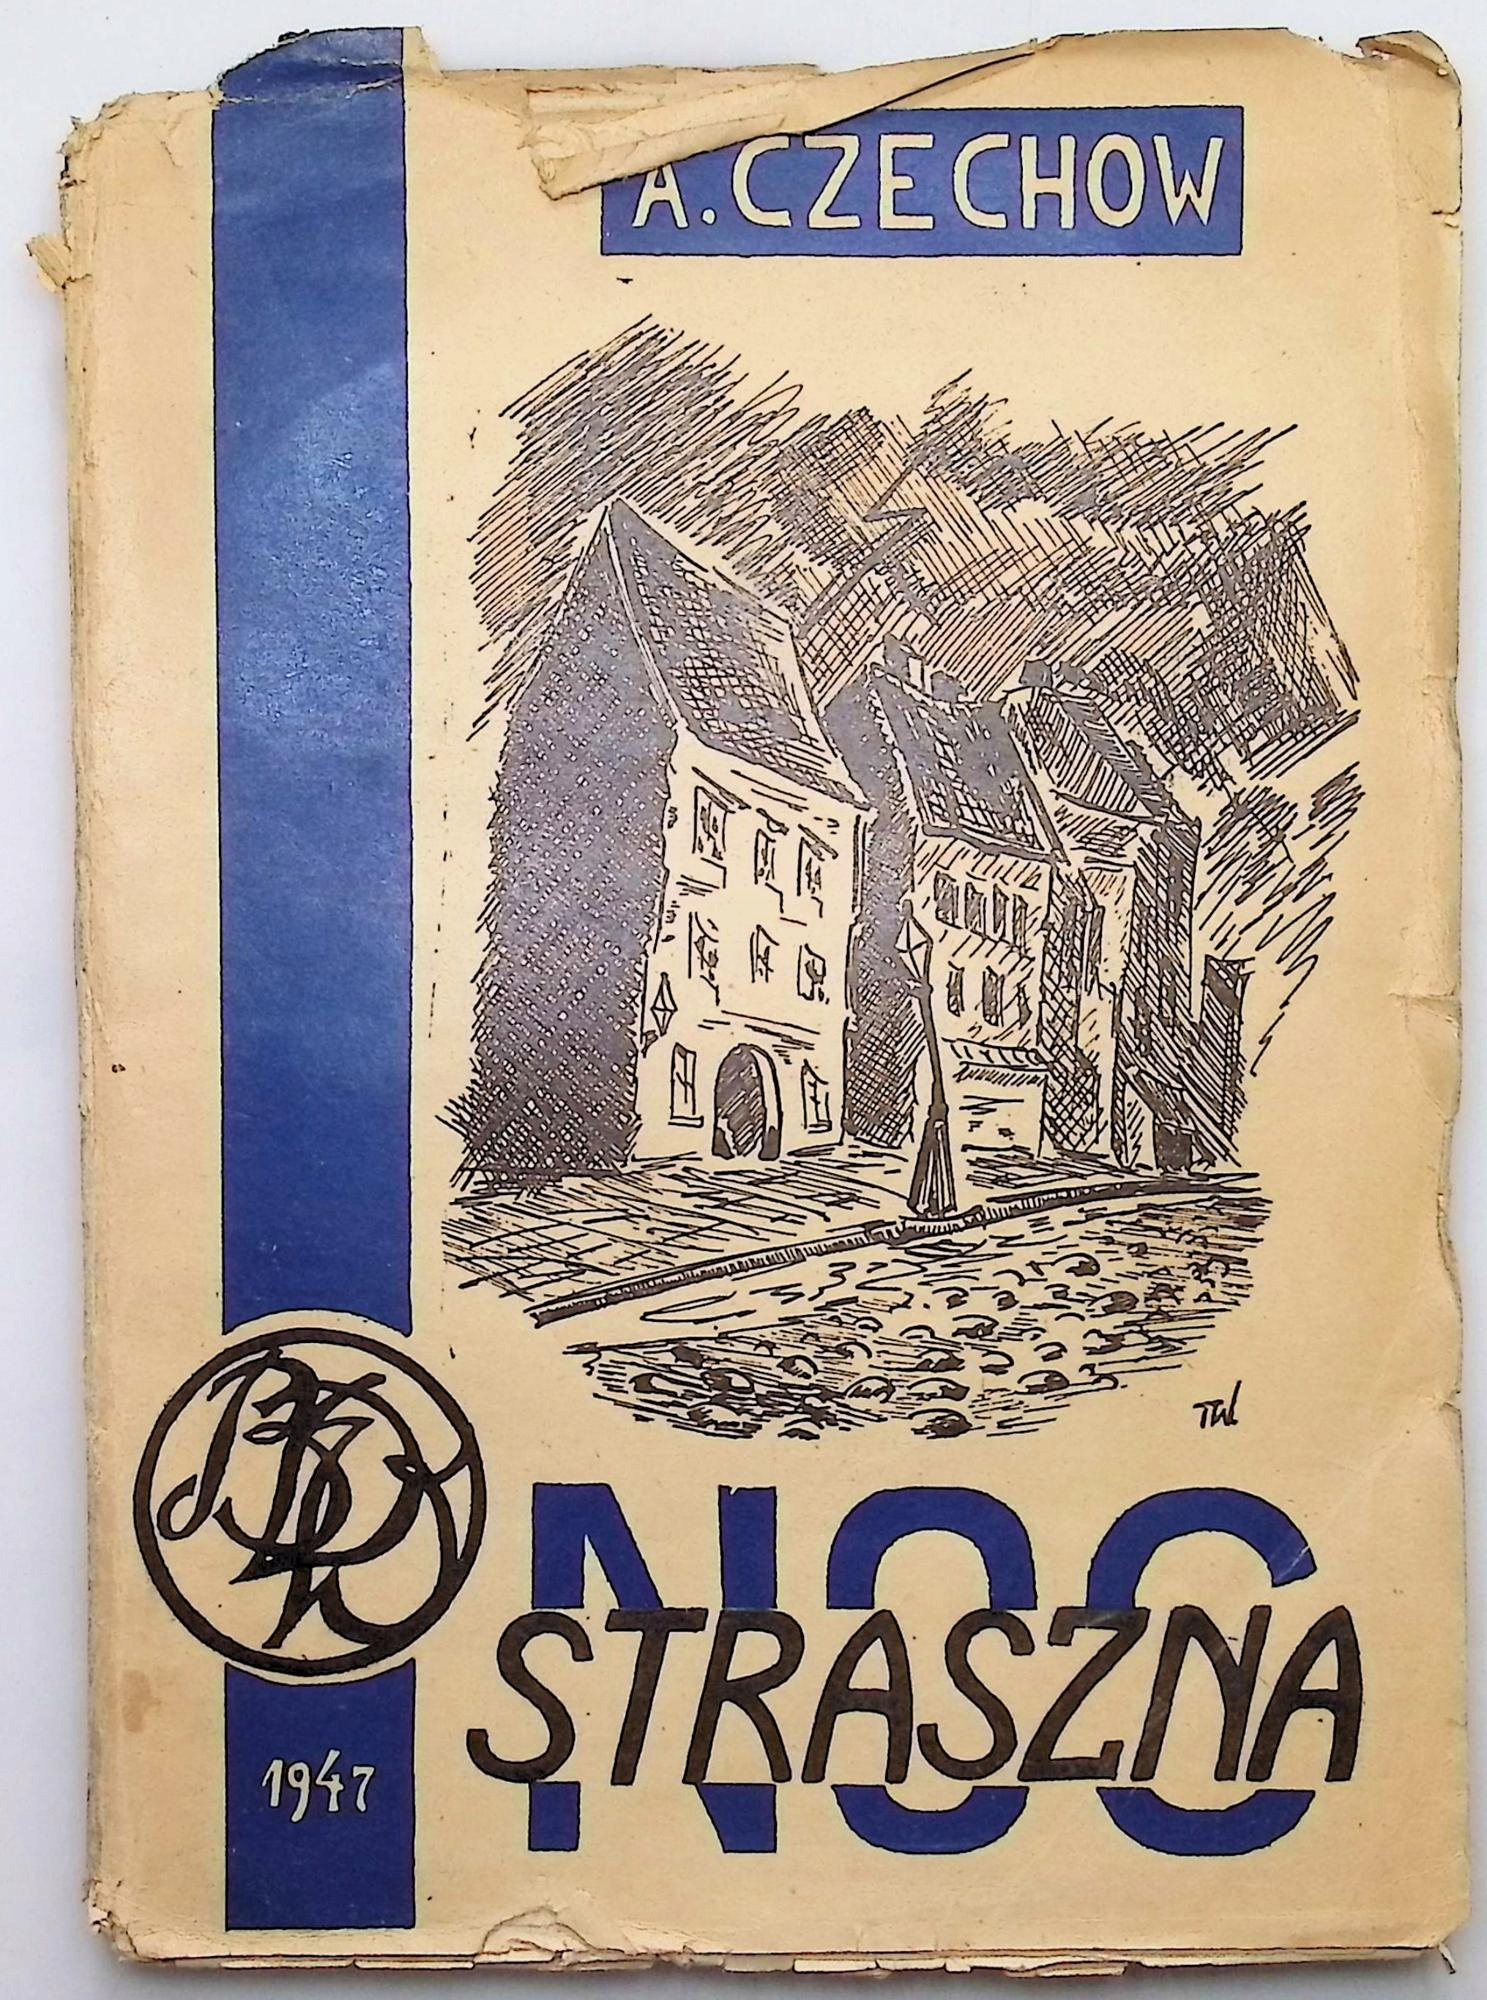 A. CZECHOW
TW
NOC
STRASZNA
1947